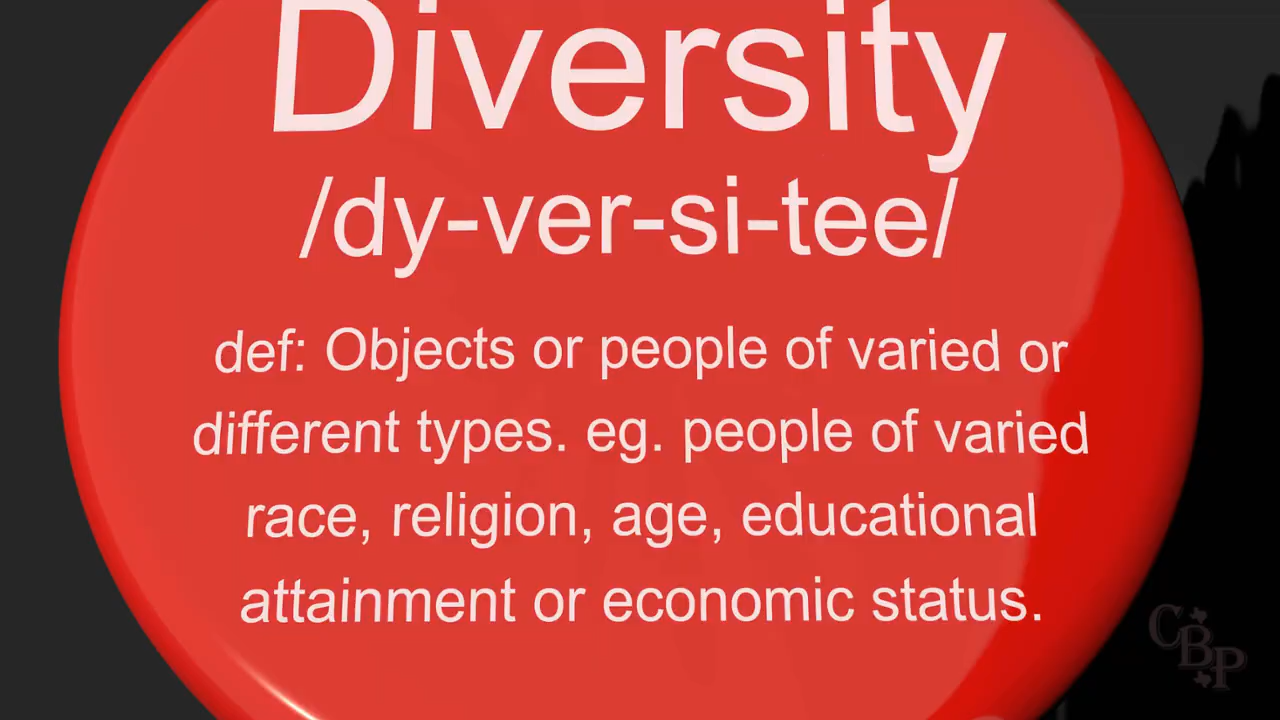 Diversity
/dy-ver-si-tee/
def: Objects or people of varied or
different types. eg. people of varied
race, religion, age, educational
attainment or economic status.
CBP